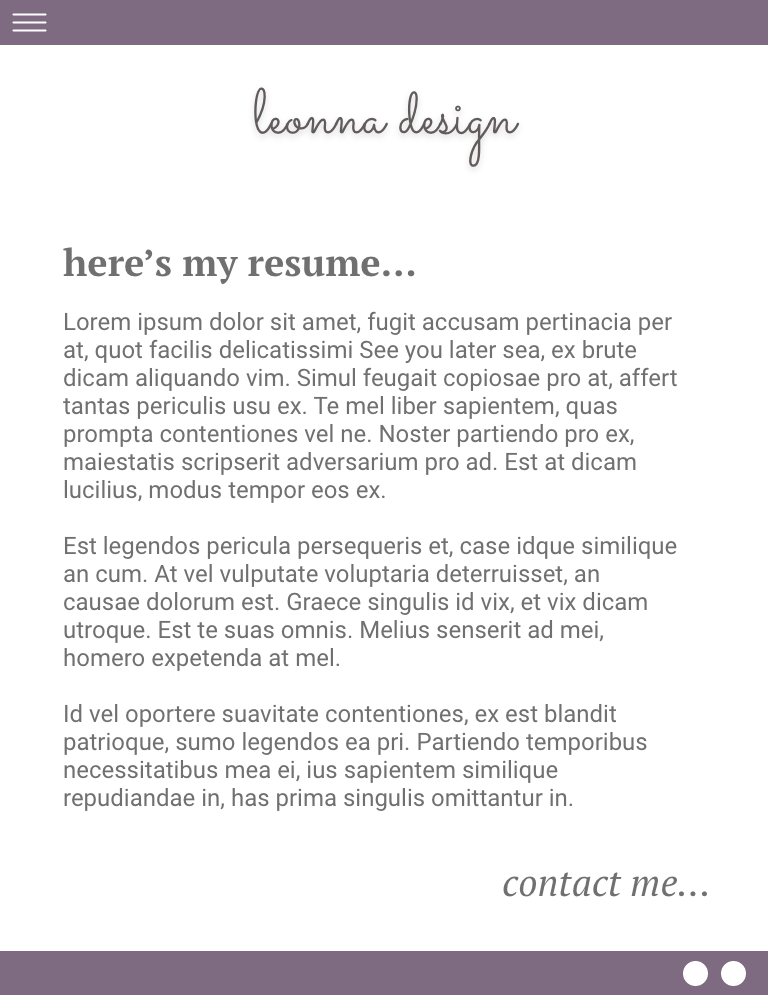 leonna design
here’s my resume...
Lorem ipsum dolor sit amet, fugit accusam pertinacia per
at, quot facilis delicatissimi See you later sea, ex brute
dicam aliquando vim. Simul feugait copiosae pro at, affert
tantas periculis usu ex. Te mel liber sapientem, quas
prompta contentiones vel ne. Noster partiendo pro ex,
maiestatis scripserit adversarium pro ad. Est at dicam
lucilius, modus tempor eos ex.
Est legendos pericula persequeris et, case idque similique
an cum. At vel vulputate voluptaria deterruisset, an
causae dolorum est. Graece singulis id vix, et vix dicam
utroque. Est te suas omnis. Melius senserit ad mei,
homero expetenda at mel.
Id vel oportere suavitate contentiones, ex est blandit
patrioque, sumo legendos ea pri. Partiendo temporibus
necessitatibus mea ei, ius sapientem similique
repudiandae in, has prima singulis omittantur in.
contact me...